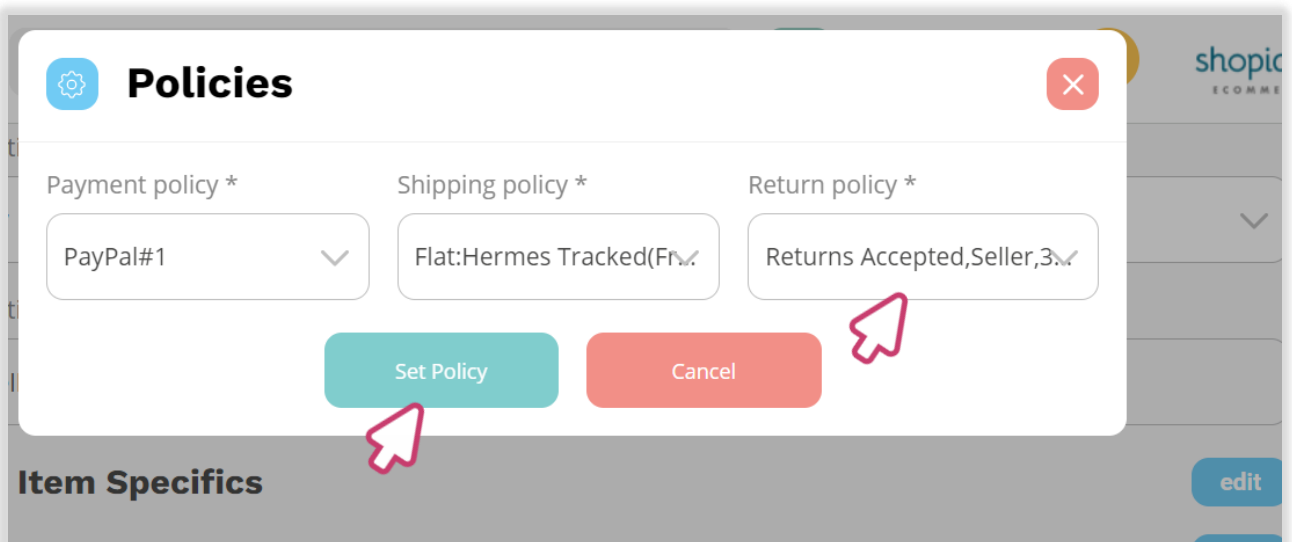 Policies
shopic
ECOMME
Payment policy *
Shipping policy *
Return policy *
PayPal#1
Flat:Hermes Tracked(Fr...
Returns Accepted,Seller,3...
Set Policy
Cancel
Item Specifics
edit